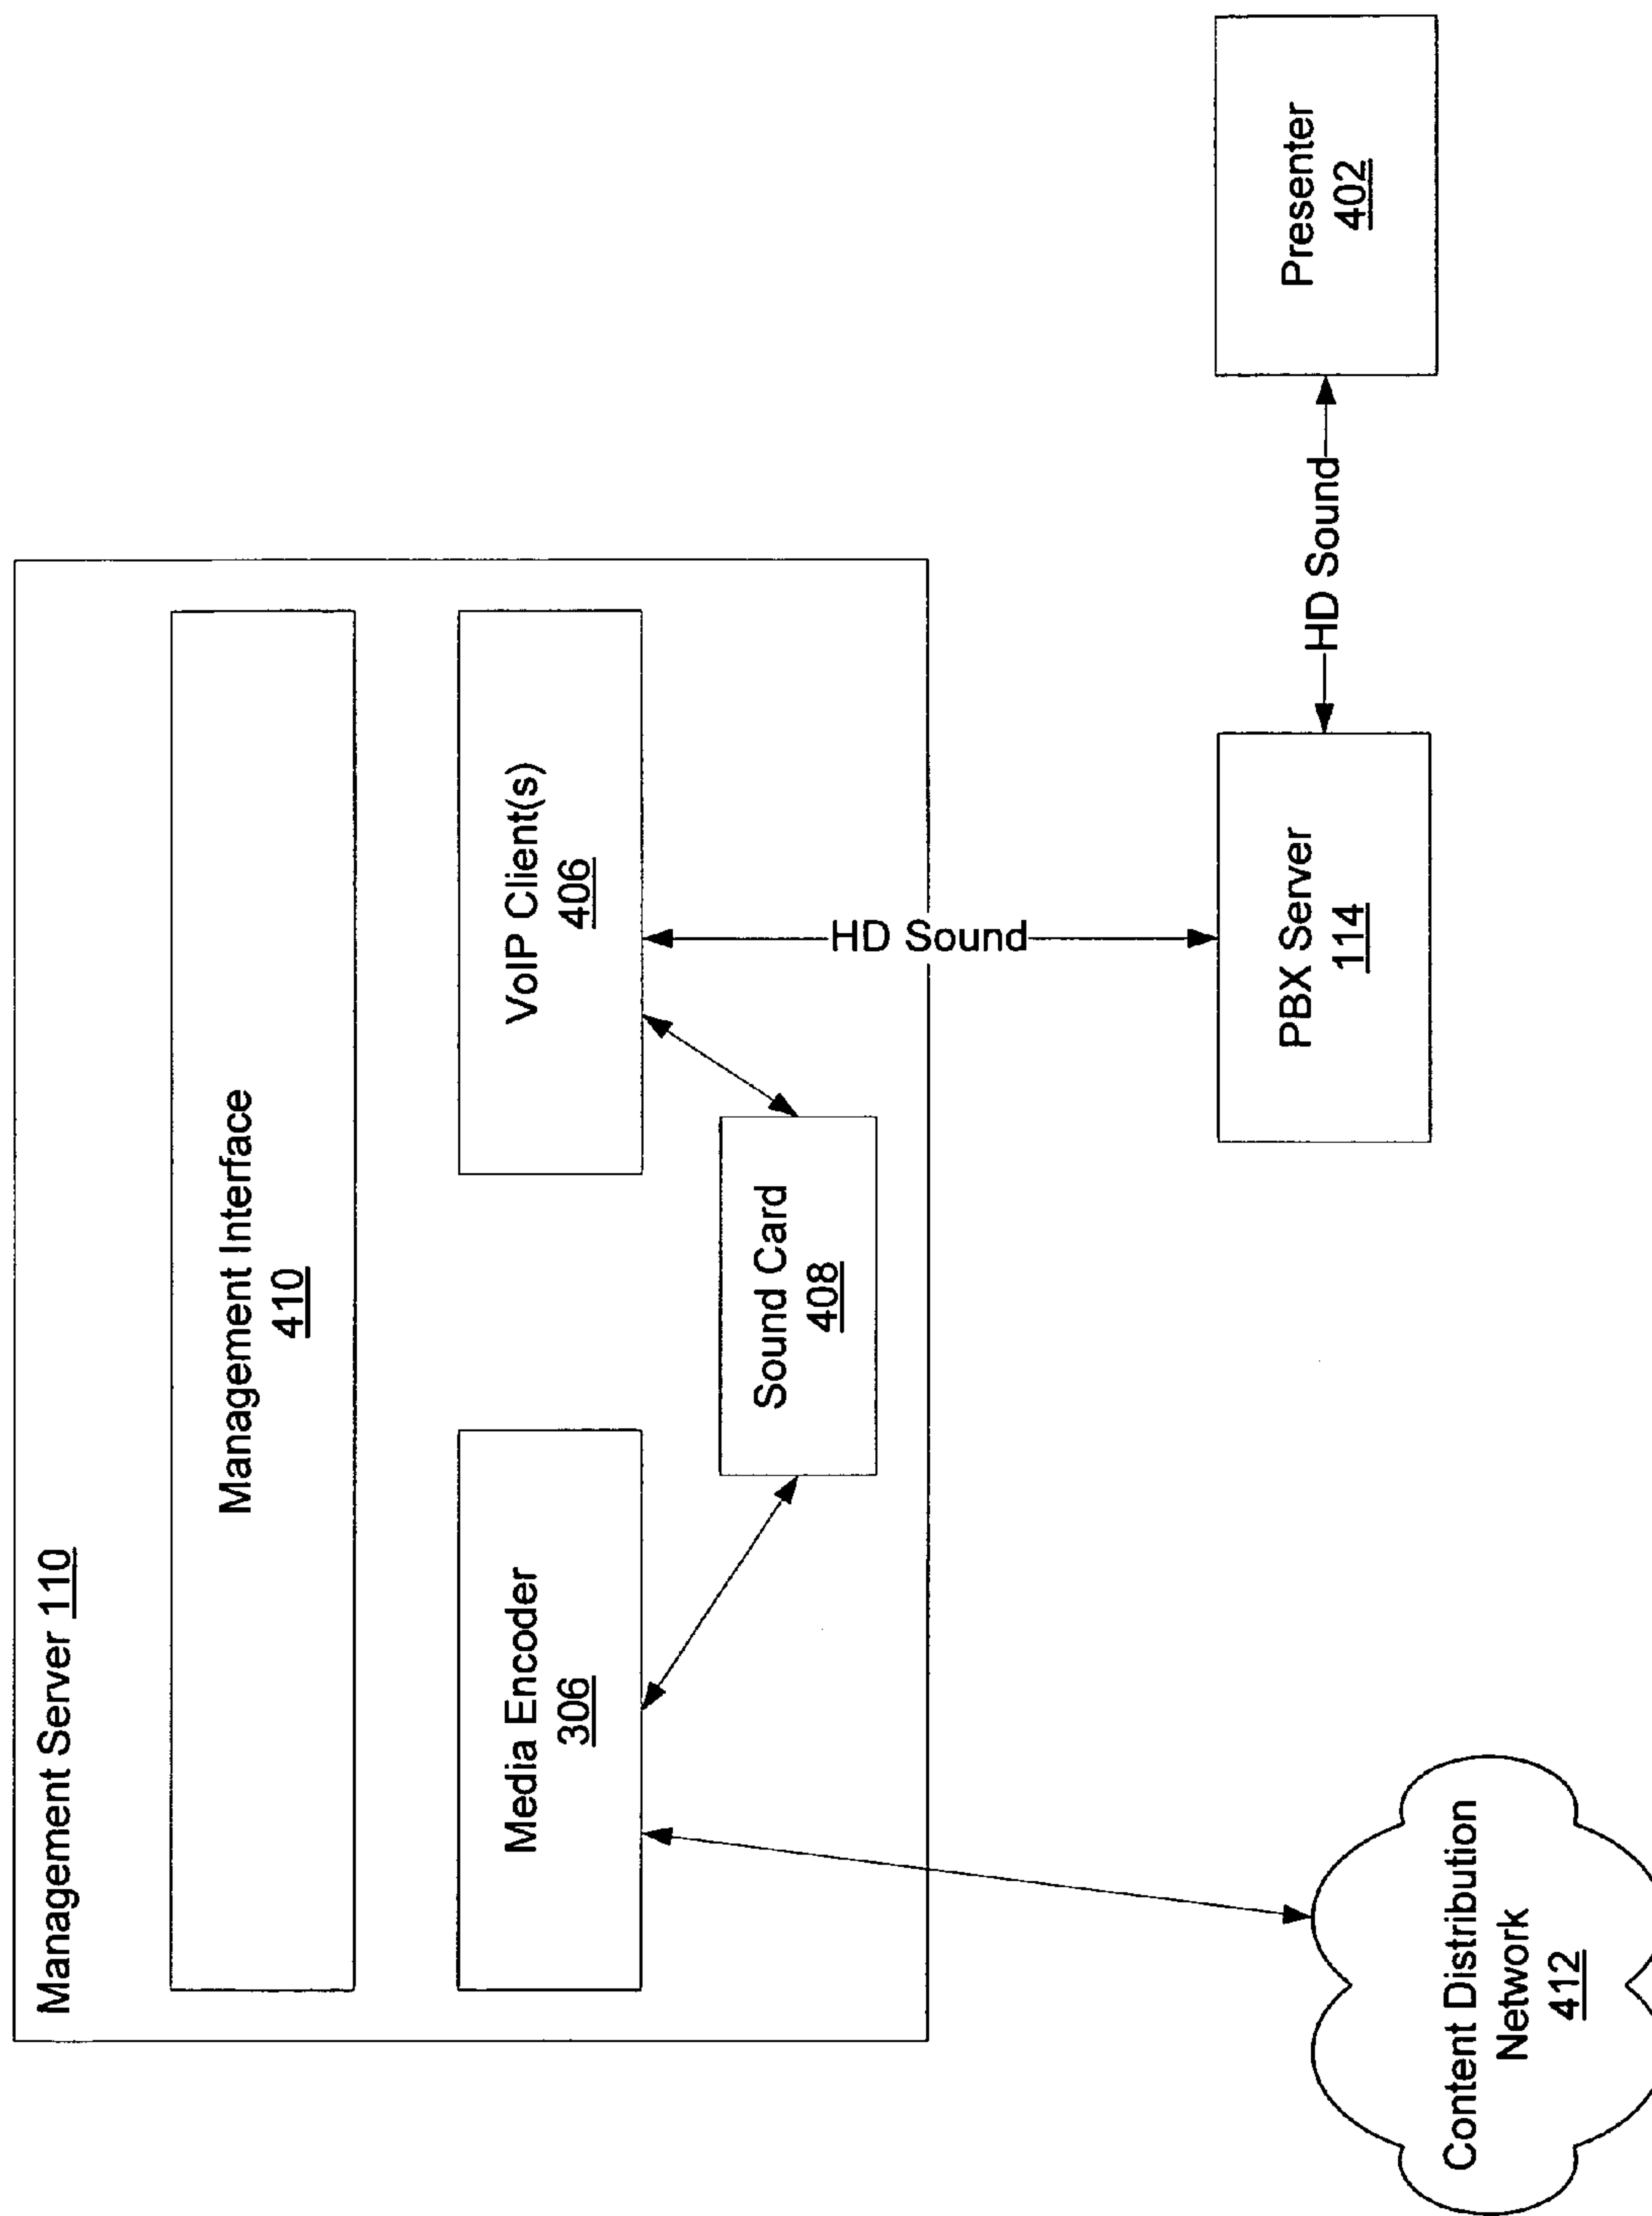 Management Server 110
Management Interface
410
Media Encoder
306
VoIP Client(s)
406
Sound Card
408
HD Sound
Content Distribution
Network
412
PBX Server
114
HD Sound
Presenter
402